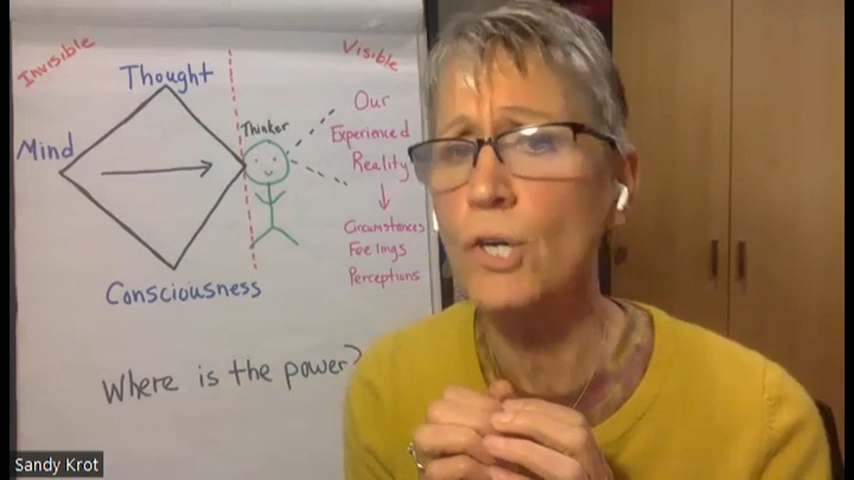 Invisible
Visible
Thought
Mind
Thinker
Our
Experienced
Reality
Circumstances
Feelings
Perceptions
Consciousness
Where is the power?
Sandy Krot